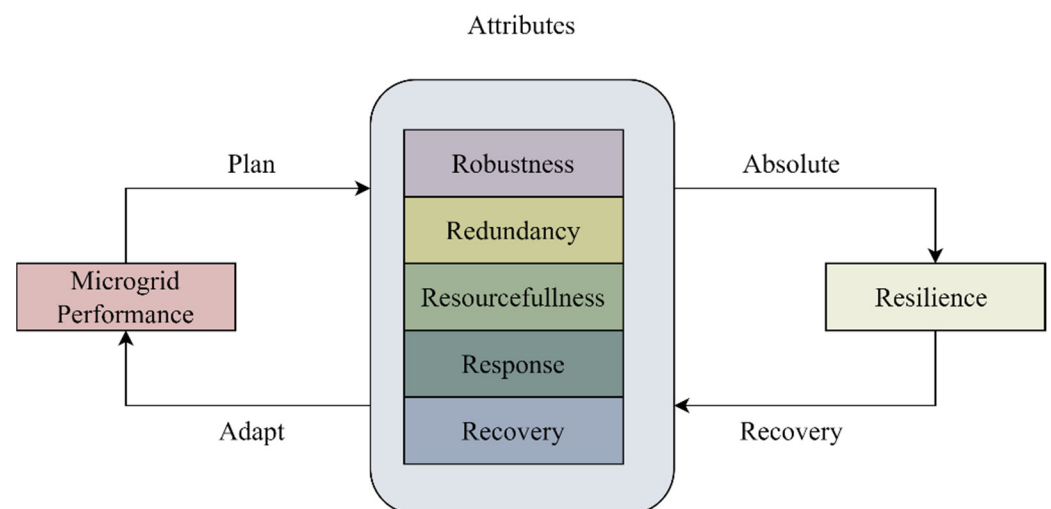 Attributes
Plan
Absolute
Robustness
Redundancy
Resourcefullness
Response
Recovery
Microgrid
Performance
Resilience
Adapt
Recovery